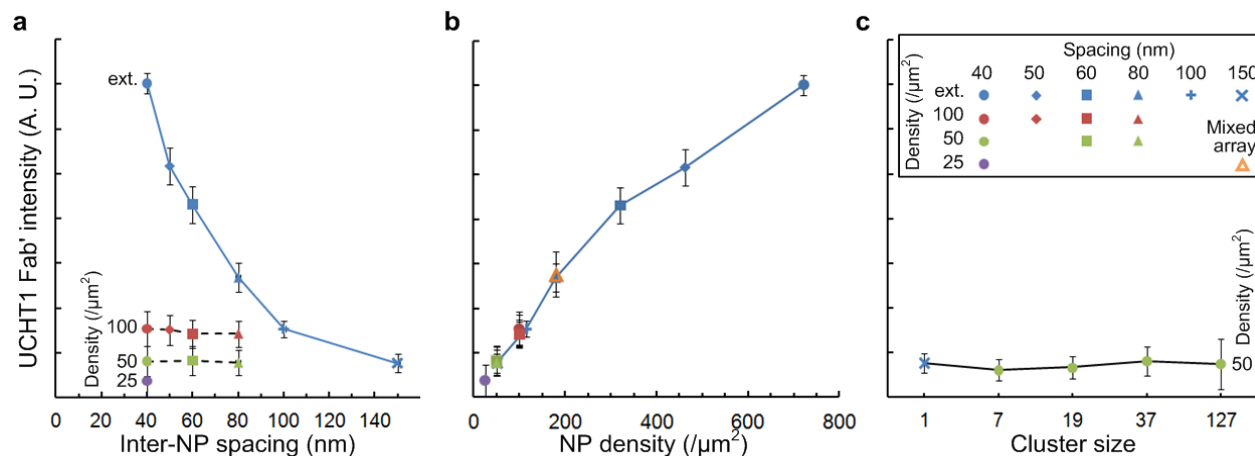 a
UCHT1 Fab' intensity (A. U.)
ext.
Density (/μm²)
100
50
25
0 20 40 60 80 100 120 140
Inter-NP spacing (nm)
b
0 200 400 600 800
NP density (/μm²)
c
Spacing (nm)
40 50 60 80 100 150
Density (/μm²)
ext.
100
50
25
Mixed
array
Density (/μm²)
50
1 7 19 37 127
Cluster size